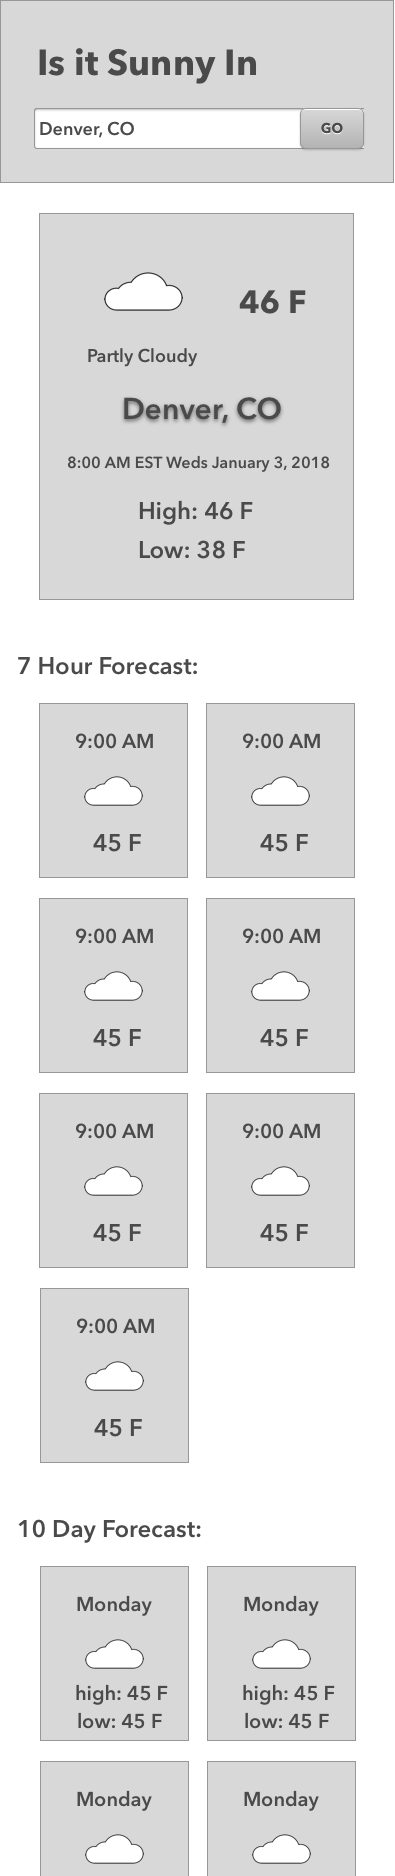 Is it Sunny In
Denver, CO
GO
46 F
Partly Cloudy
Denver, CO
8:00 AM EST Weds January 3, 2018
High: 46 F
Low: 38 F
7 Hour Forecast:
9:00 AM
45 F
9:00 AM
45 F
9:00 AM
45 F
9:00 AM
45 F
9:00 AM
45 F
9:00 AM
45 F
9:00 AM
45 F
10 Day Forecast:
Monday
high: 45 F
low: 45 F
Monday
high: 45 F
low: 45 F
Monday
Monday